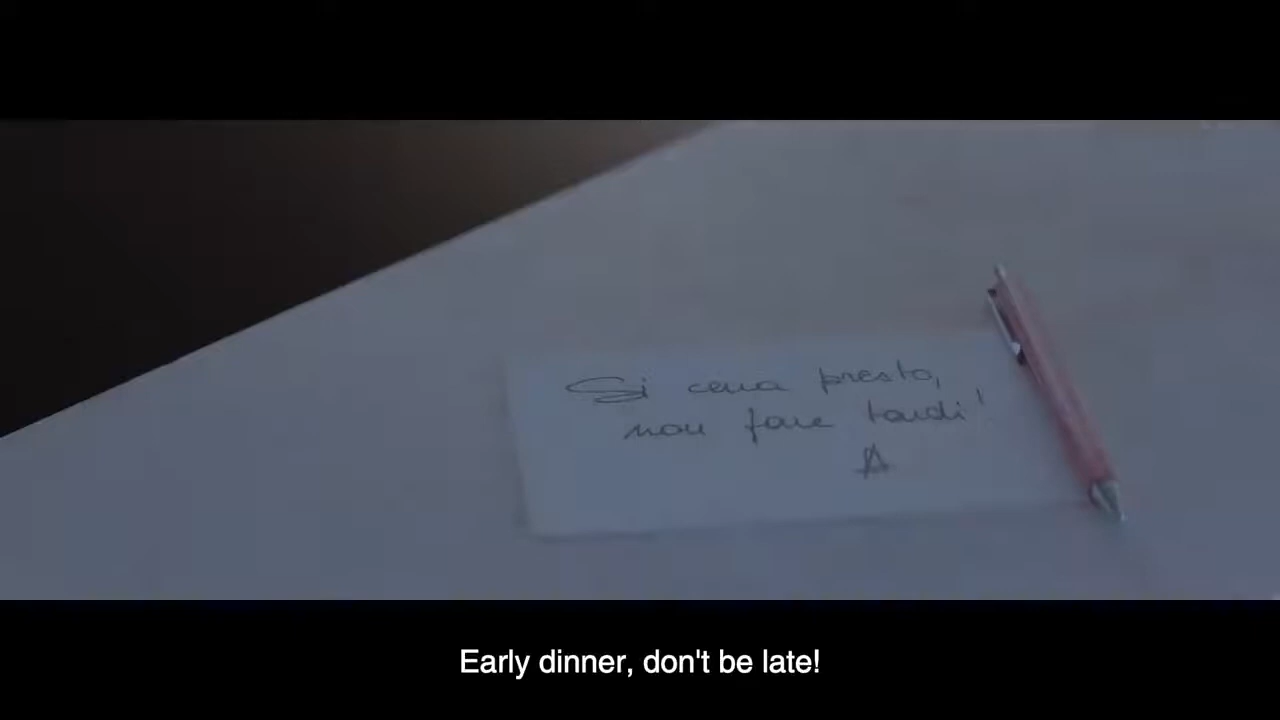 Si cena presto,
non fare tardi!
A
Early dinner, don't be late!